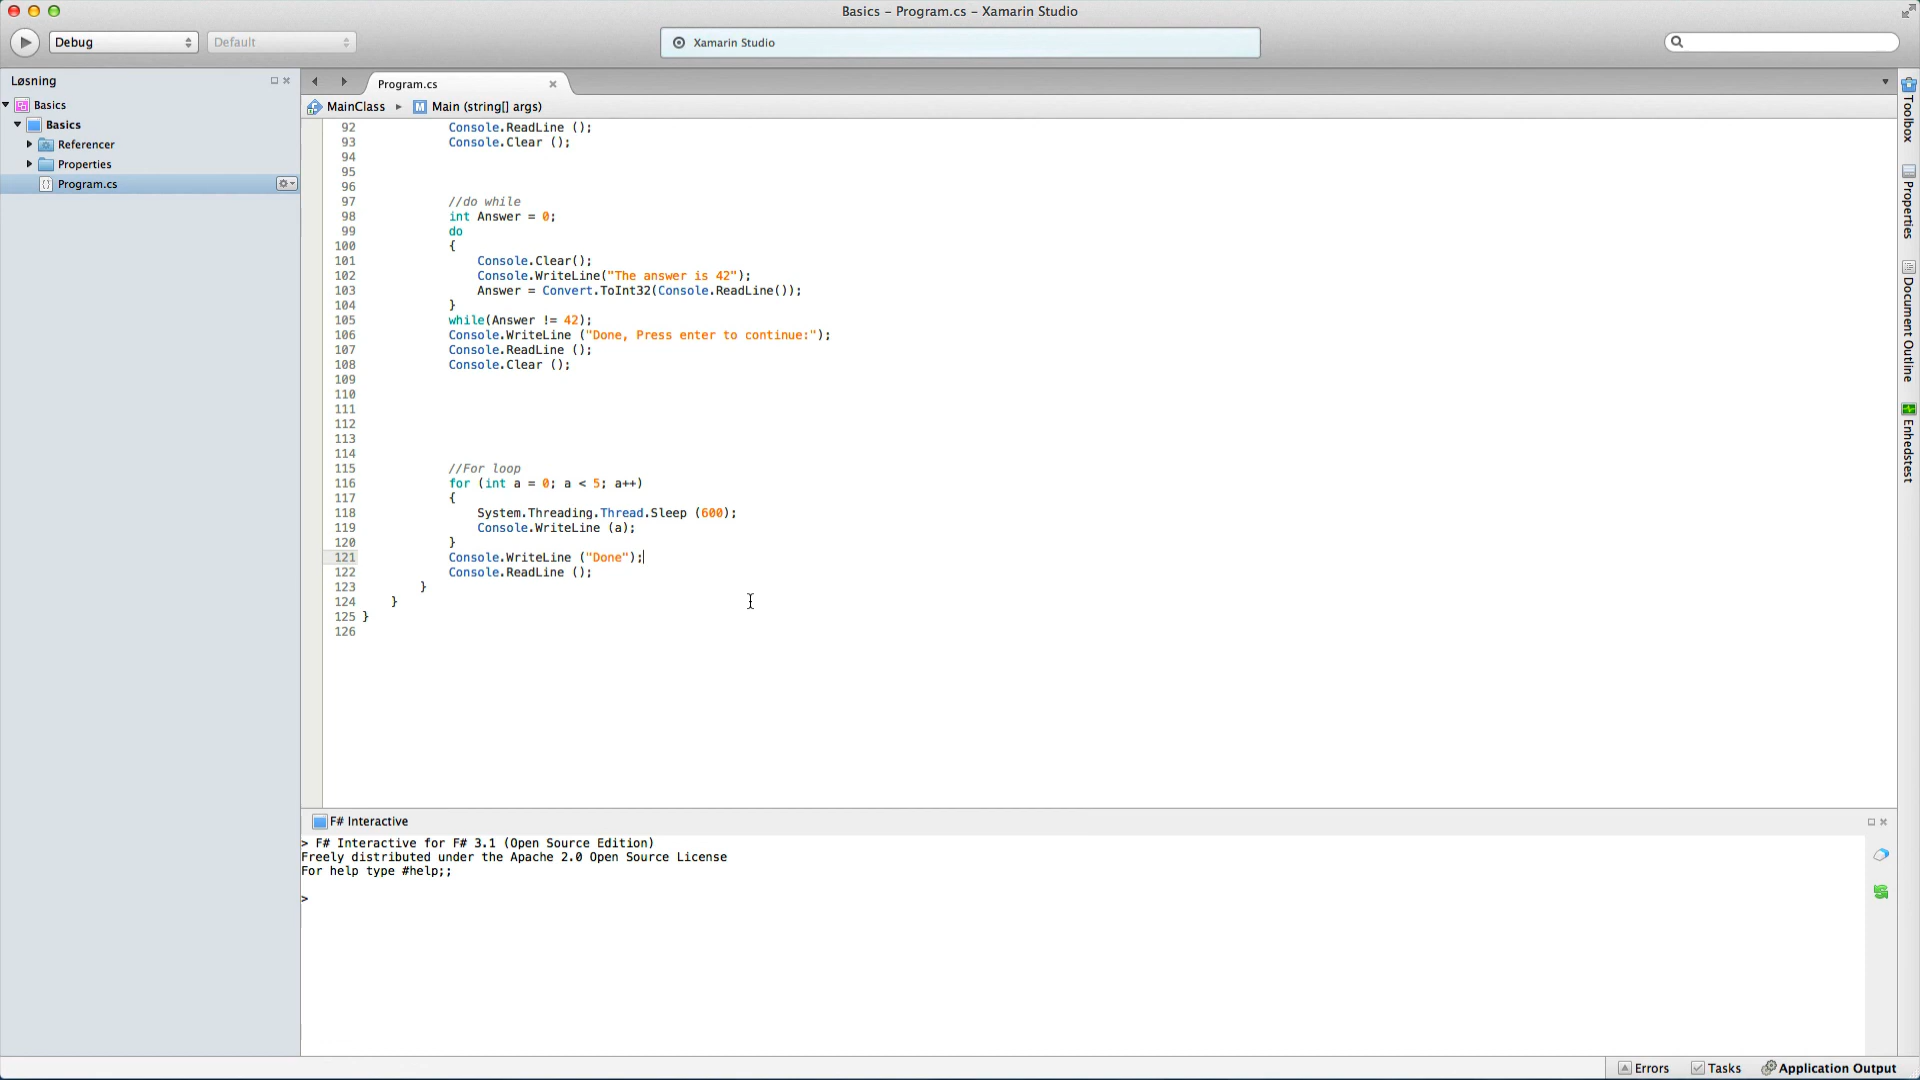 Basics – Program.cs – Xamarin Studio
Debug
Default
Xamarin Studio
Løsning
Basics
Basics
Referencer
Properties
Program.cs
Program.cs
MainClass
Main (string[] args)
92 Console.ReadLine ();
93 Console.Clear ();
94
95
96
97 //do while
98 int Answer = 0;
99 do
100 {
101 Console.Clear();
102 Console.WriteLine("The answer is 42");
103 Answer = Convert.ToInt32(Console.ReadLine());
104 }
105 while(Answer != 42);
106 Console.WriteLine ("Done, Press enter to continue:");
107 Console.ReadLine ();
108 Console.Clear ();
109
110
111
112
113
114
115 //For loop
116 for (int a = 0; a < 5; a++)
117 {
118 System.Threading.Thread.Sleep (600);
119 Console.WriteLine (a);
120 }
121 Console.WriteLine ("Done");
122 Console.ReadLine ();
123 }
124 }
125 }
126
F# Interactive
> F# Interactive for F# 3.1 (Open Source Edition)
Freely distributed under the Apache 2.0 Open Source License
For help type #help;;
>
Toolbox
Properties
Document Outline
Enhedstest
Errors
Tasks
Application Output